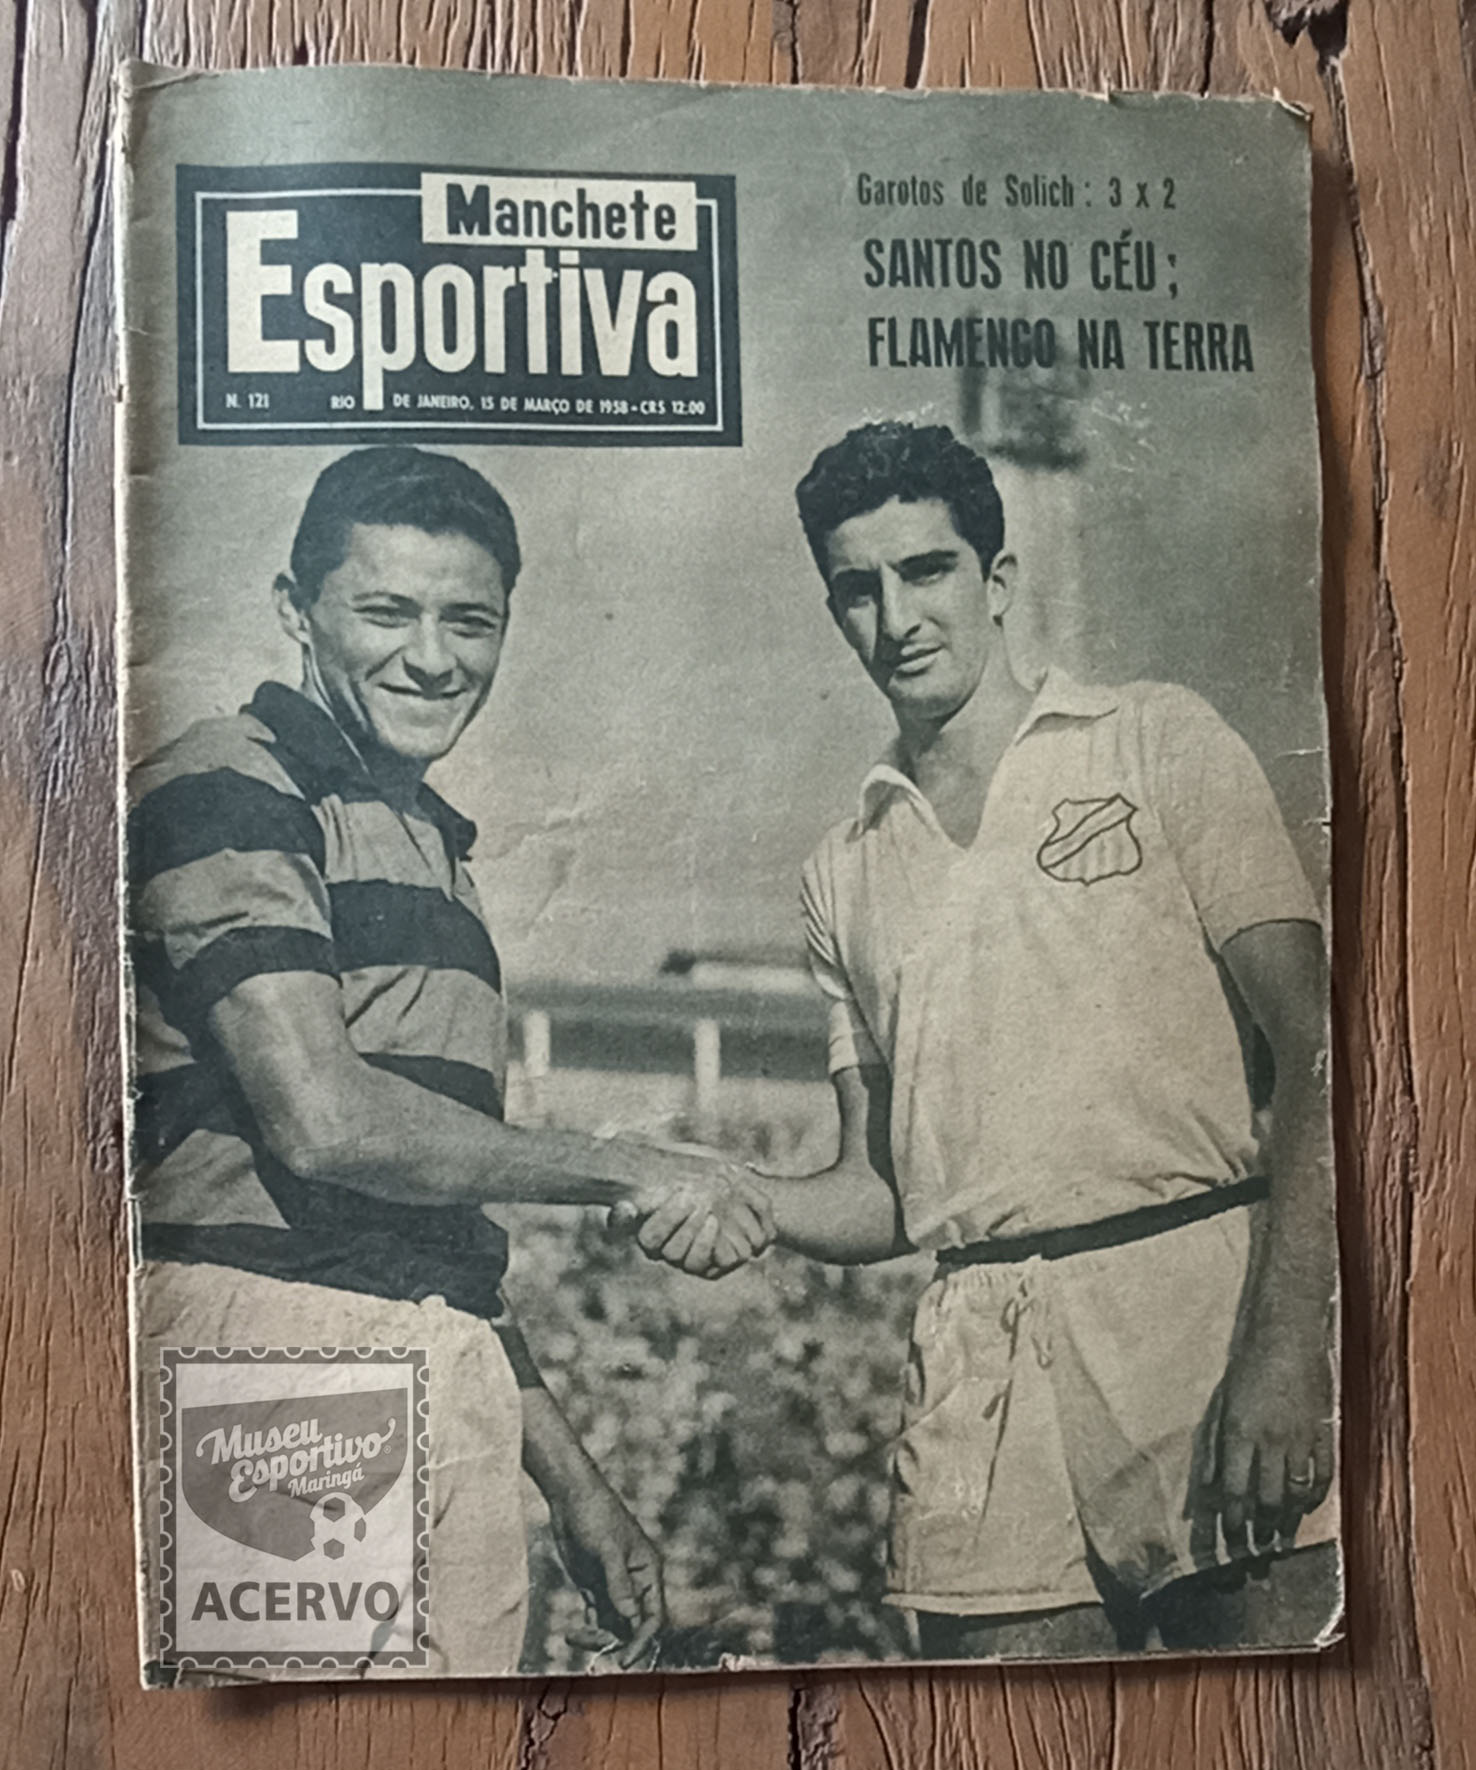 Manchete
Esportiva
N. 121 RIO DE JANEIRO, 15 DE MARÇO DE 1958 - CR$ 12,00
Garotos de Solich: 3 x 2
SANTOS NO CÉU;
FLAMENGO NA TERRA
Museu
Esportivo
Maringá
ACERVO